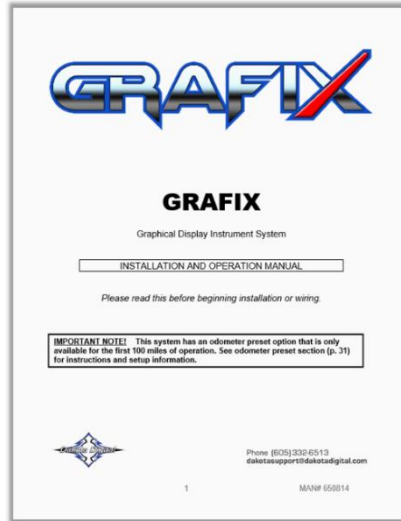 GRAFIX
GRAFIX
Graphical Display Instrument System
INSTALLATION AND OPERATION MANUAL
Please read this before beginning installation or wiring.
IMPORTANT NOTE! This system has an odometer preset option that is only
available for the first 100 miles of operation. See odometer preset section (p. 31)
for instructions and setup information.
Dakota Digital
Phone (605)332-6513
dakotasupport@dakotadigital.com
1
MAN# 650814